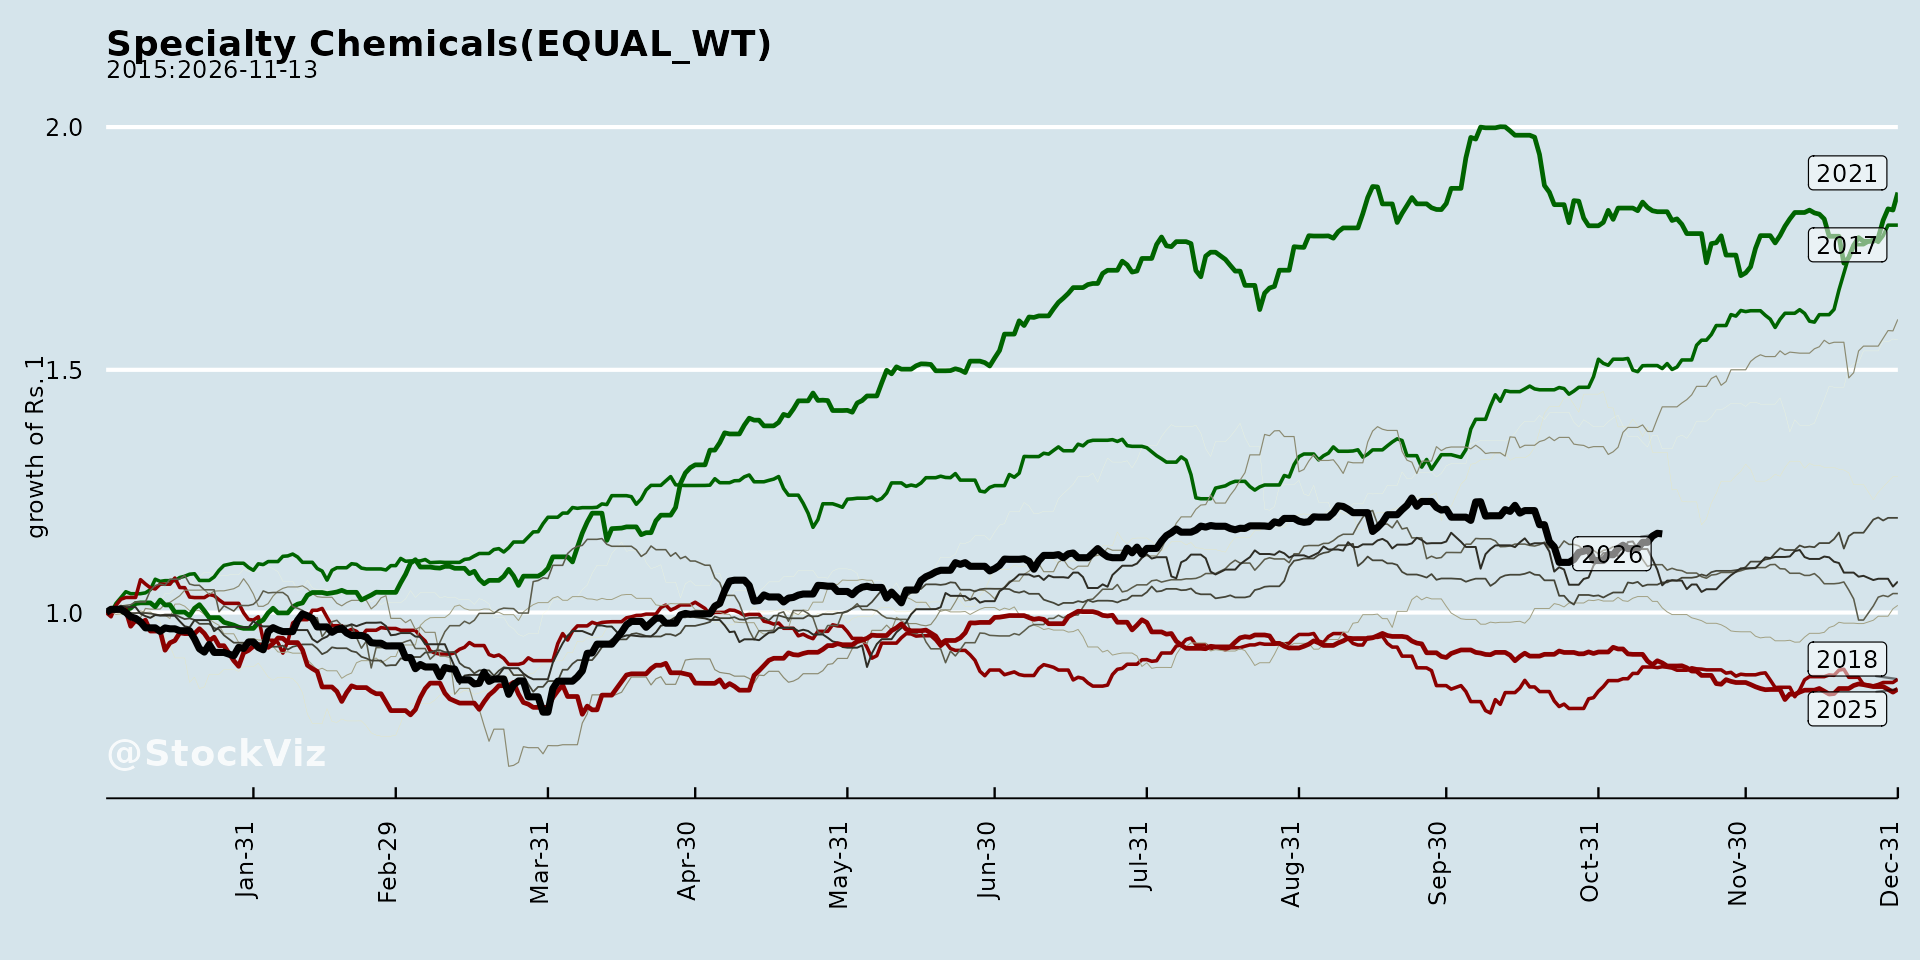 Specialty Chemicals(EQUAL_WT)
2015:2026-11-13
growth of Rs. 1
2.0
1.5
1.0
2021
2017
2026
2018
2025
@StockViz
Jan-31
Feb-29
Mar-31
Apr-30
May-31
Jun-30
Jul-31
Aug-31
Sep-30
Oct-31
Nov-30
Dec-31